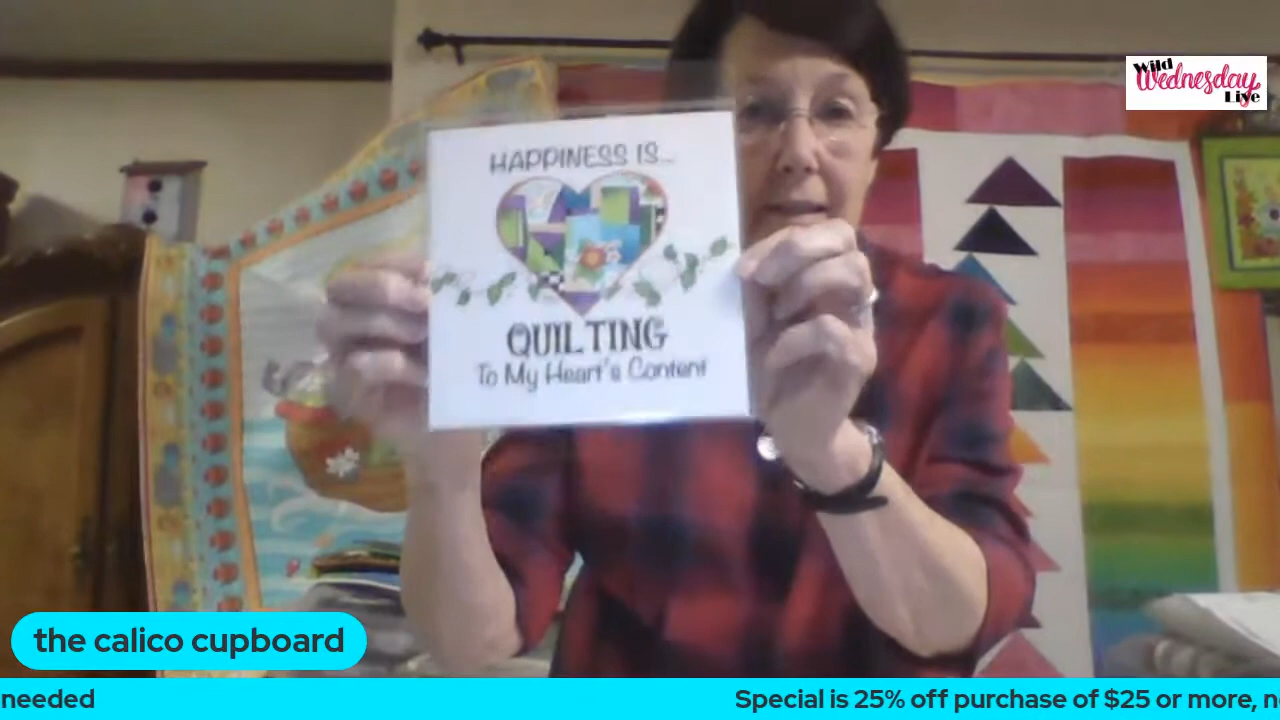 Wild
Wednesday
Live
HAPPINESS IS...
QUILTING
To My Heart's Content
the calico cupboard
needed
Special is 25% off purchase of $25 or more, n